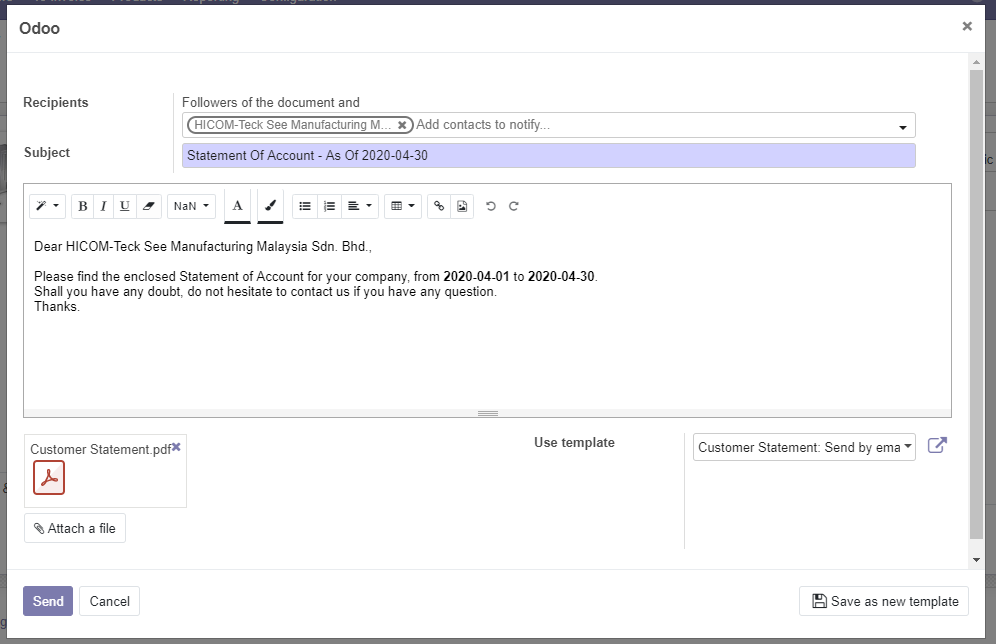 Odoo
×
Recipients
Followers of the document and
HICOM-Teck See Manufacturing M... × Add contacts to notify...
Subject
Statement Of Account - As Of 2020-04-30
B I U NaN A
Dear HICOM-Teck See Manufacturing Malaysia Sdn. Bhd.,
Please find the enclosed Statement of Account for your company, from 2020-04-01 to 2020-04-30.
Shall you have any doubt, do not hesitate to contact us if you have any question.
Thanks.
Customer Statement.pdf ×
Use template
Customer Statement: Send by ema
Attach a file
Send
Cancel
Save as new template